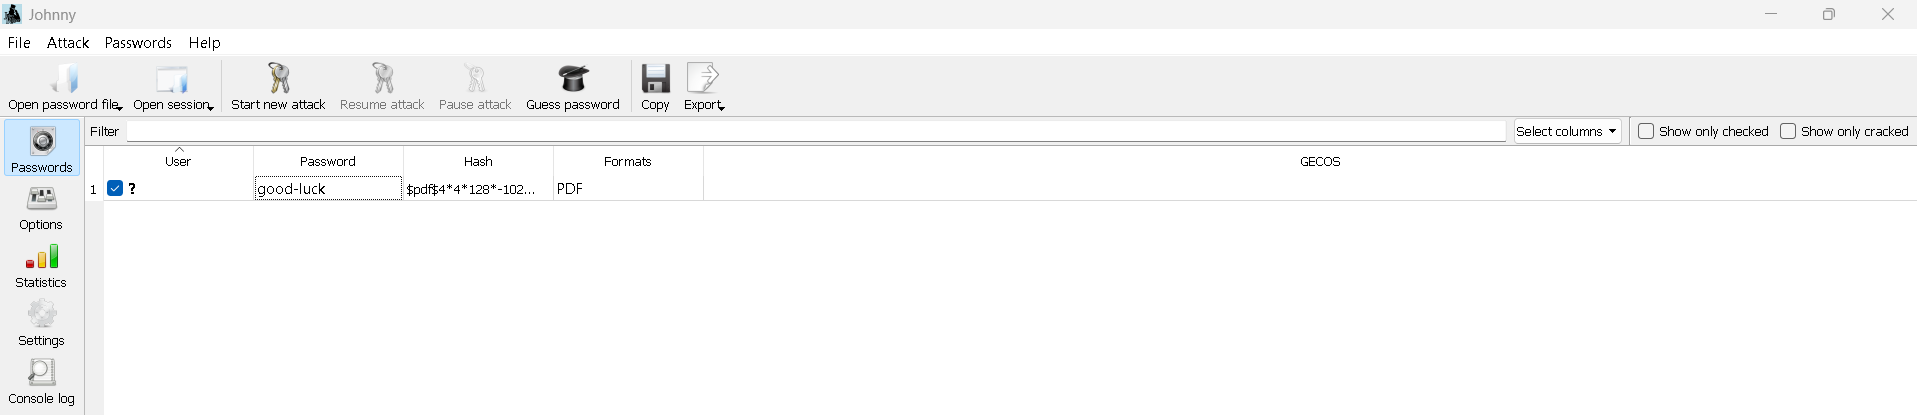 Johnny
File Attack Passwords Help
Open password file Open session Start new attack Resume attack Pause attack Guess password Copy Export
Filter Select columns Show only checked Show only cracked
Passwords
User Password Hash Formats GECOS
1 ? good-luck $pdf$4*4*128*-102... PDF
Options
Statistics
Settings
Console log